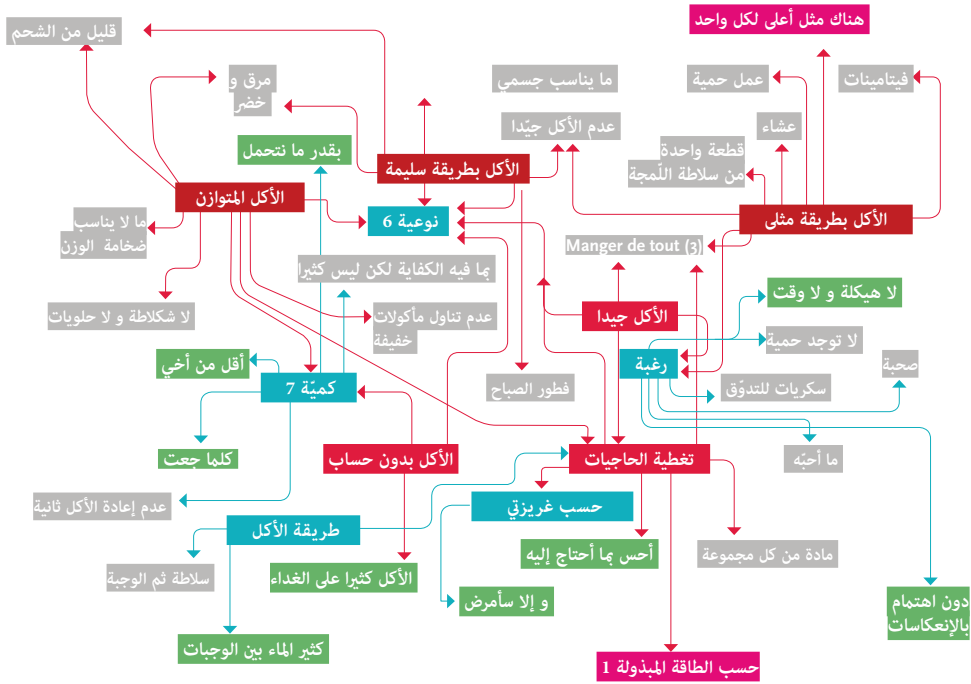 هناك مثل أعلى لكل واحد
قليل من الشحم
مرق و
خضر
ما يناسب جسمي
عمل حمية
فيتامينات
عدم الأكل جيّدا
عشاء
بقدر ما نتحمل
قطعة واحدة
من سلاطة اللّمجة
الأكل بطريقة سليمة
الأكل المتوازن
نوعية 6
الأكل بطريقة مثلى
ما لا يناسب
ضخامة الوزن
Manger de tout (3)
بما فيه الكفاية لكن ليس كثيرا
لا هيكلة و لا وقت
لا شكلاطة و لا حلويات
عدم تناول مأكولات
خفيفة
الأكل جيدا
لا توجد حمية
أقل من أخي
رغبة
صحبة
كميّة 7
فطور الصباح
سكريات للتدوّق
كلما جعت
الأكل بدون حساب
تغطية الحاجيات
ما أحبّه
عدم إعادة الأكل ثانية
حسب غريزتي
طريقة الأكل
أحس بما أحتاج إليه
مادة من كل مجموعة
سلاطة ثم الوجبة
الأكل كثيرا على الغداء
و إلا سأمرض
دون اهتمام
بالإنعكاسات
كثير الماء بين الوجبات
حسب الطاقة المبذولة 1